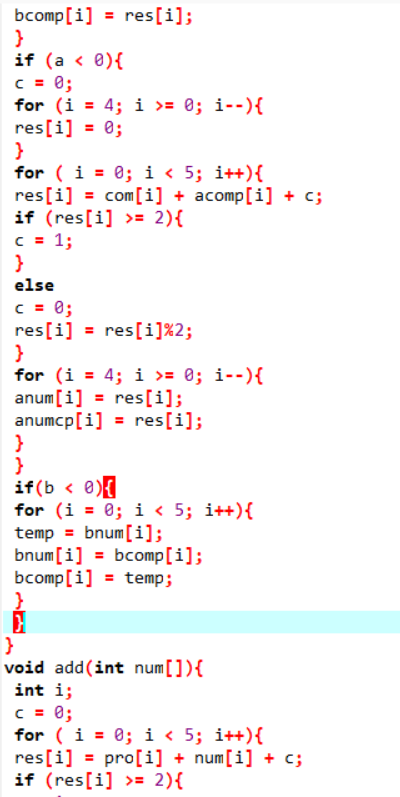 bcomp[i] = res[i];
}
if (a < 0){
c = 0;
for (i = 4; i >= 0; i--){
res[i] = 0;
}
for ( i = 0; i < 5; i++){
res[i] = com[i] + acomp[i] + c;
if (res[i] >= 2){
c = 1;
}
else
c = 0;
res[i] = res[i]%2;
}
for (i = 4; i >= 0; i--){
anum[i] = res[i];
anumcp[i] = res[i];
}
}
if(b < 0){
for (i = 0; i < 5; i++){
temp = bnum[i];
bnum[i] = bcomp[i];
bcomp[i] = temp;
}
}
}
void add(int num[]){
int i;
c = 0;
for ( i = 0; i < 5; i++){
res[i] = pro[i] + num[i] + c;
if (res[i] >= 2){